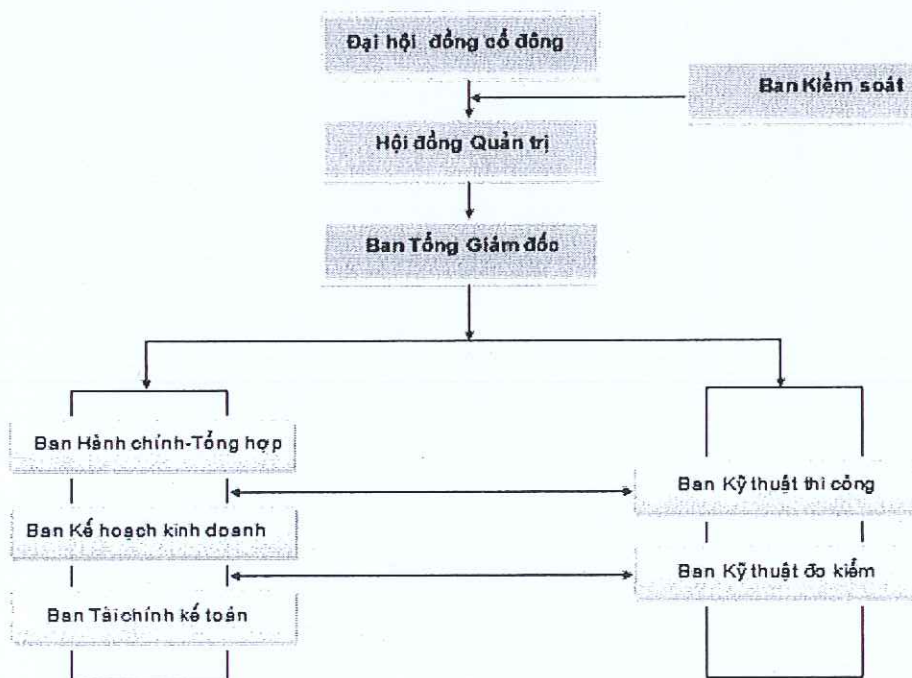 Đại hội đồng cổ đông
Ban Kiểm soát
Hội đồng Quản trị
Ban Tổng Giám đốc
Ban Hành chính-Tổng hợp
Ban Kỹ thuật thi công
Ban Kế hoạch kinh doanh
Ban Kỹ thuật đo kiểm
Ban Tài chính kế toán